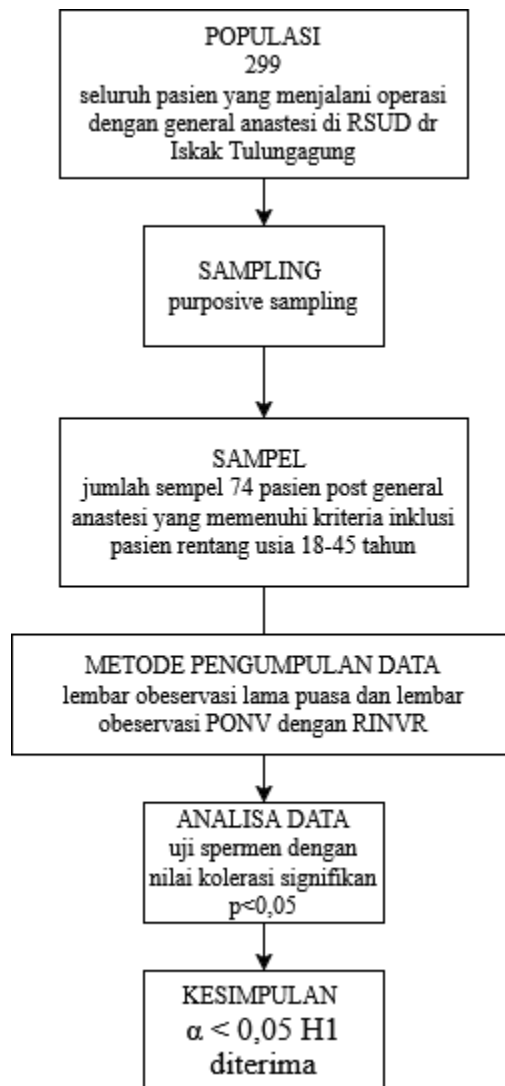 POPULASI
299
seluruh pasien yang menjalani operasi
dengan general anastesi di RSUD dr
Iskak Tulungagung
SAMPLING
purposive sampling
SAMPEL
jumlah sempel 74 pasien post general
anastesi yang memenuhi kriteria inklusi
pasien rentang usia 18-45 tahun
METODE PENGUMPULAN DATA
lembar obeservasi lama puasa dan lembar
obeservasi PONV dengan RINVR
ANALISA DATA
uji spermen dengan
nilai kolerasi signifikan
p<0,05
KESIMPULAN
α < 0,05 H1
diterima